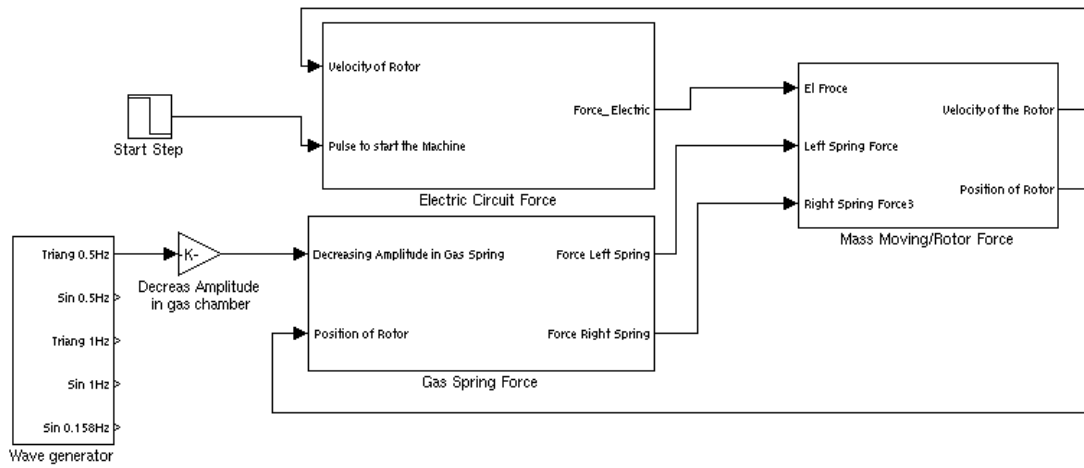 Velocity of Rotor
Force_Electric
Pulse to start the Machine
Electric Circuit Force
Start Step
El Froce
Velocity of the Rotor
Left Spring Force
Position of Rotor
Right Spring Force3
Mass Moving/Rotor Force
Triang 0.5Hz
Sin 0.5Hz
Triang 1Hz
Sin 1Hz
Sin 0.158Hz
Wave generator
-K-
Decreas Amplitude
in gas chamber
Decreasing Amplitude in Gas Spring
Force Left Spring
Position of Rotor
Force Right Spring
Gas Spring Force